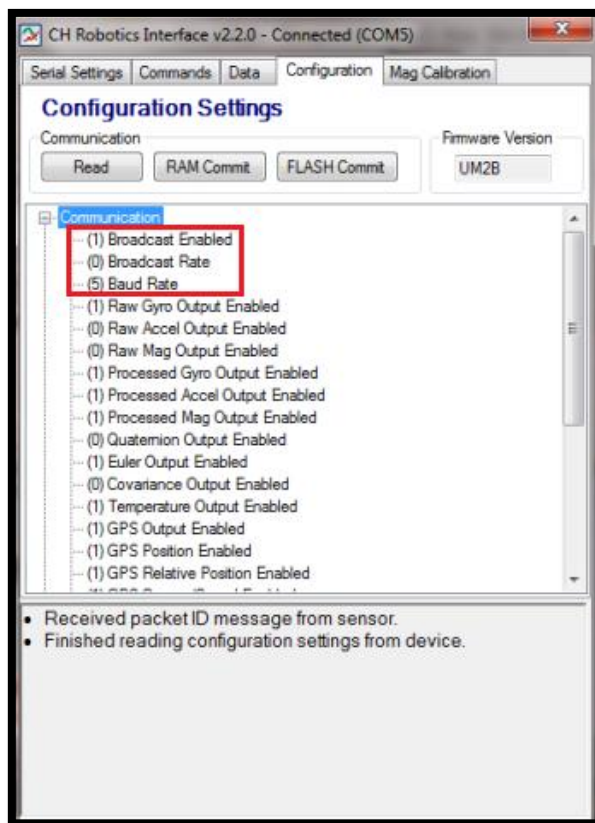 CH Robotics Interface v2.2.0 - Connected (COM5)
Serial Settings Commands Data Configuration Mag Calibration
Configuration Settings
Communication Firmware Version
Read RAM Commit FLASH Commit UM2B
Communication
(1) Broadcast Enabled
(0) Broadcast Rate
(5) Baud Rate
(1) Raw Gyro Output Enabled
(0) Raw Accel Output Enabled
(0) Raw Mag Output Enabled
(1) Processed Gyro Output Enabled
(1) Processed Accel Output Enabled
(1) Processed Mag Output Enabled
(0) Quaternion Output Enabled
(1) Euler Output Enabled
(0) Covariance Output Enabled
(1) Temperature Output Enabled
(1) GPS Output Enabled
(1) GPS Position Enabled
(1) GPS Relative Position Enabled
• Received packet ID message from sensor.
• Finished reading configuration settings from device.